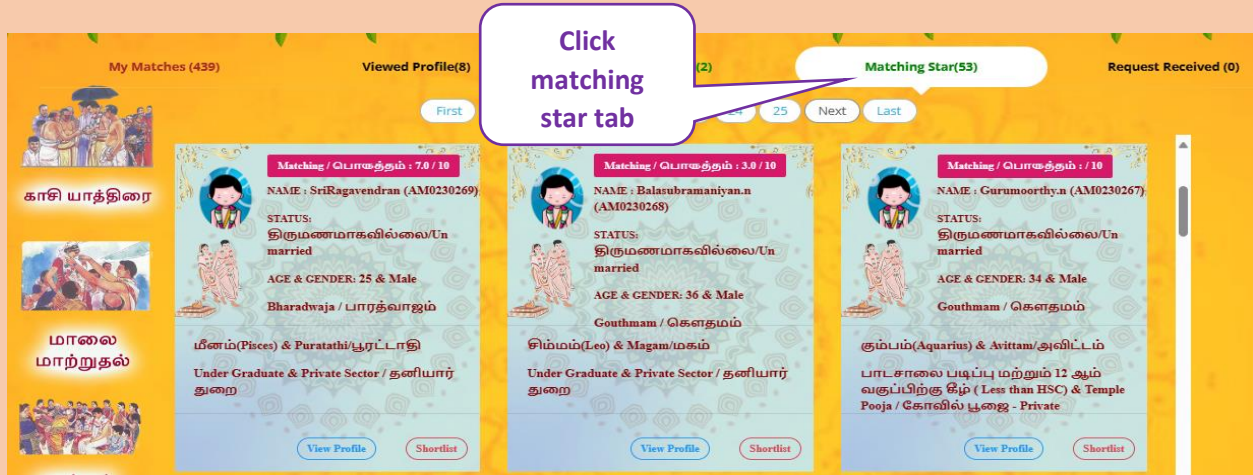 Click
matching
star tab
My Matches (439)
Viewed Profile(8)
(2)
Matching Star(53)
Request Received (0)
First
24
25
Next
Last
காசி யாத்திரை
மாலை
மாற்றுதல்
Matching / பொருத்தம் : 7.0 / 10
NAME : SriRagavendran (AM0230269)
STATUS:
திருமணமாகவில்லை/Un
married
AGE & GENDER: 25 & Male
Bharadwaja / பாரத்வாஜம்
மீனம்(Pisces) & Puratathi/பூரட்டாதி
Under Graduate & Private Sector / தனியார்
துறை
View Profile
Shortlist
Matching / பொருத்தம் : 3.0 / 10
NAME : Balasubramaniyan.n
(AM0230268)
STATUS:
திருமணமாகவில்லை/Un
married
AGE & GENDER: 36 & Male
Gouthmam / கௌதமம்
சிம்மம்(Leo) & Magam/மகம்
Under Graduate & Private Sector / தனியார்
துறை
View Profile
Shortlist
Matching / பொருத்தம் : / 10
NAME : Gurumoorthy.n (AM0230267)
STATUS:
திருமணமாகவில்லை/Un
married
AGE & GENDER: 34 & Male
Gouthmam / கௌதமம்
கும்பம்(Aquarius) & Avittam/அவிட்டம்
பாடசாலை படிப்பு மற்றும் 12 ஆம்
வகுப்பிற்கு கீழ் ( Less than HSC) & Temple
Pooja / கோவில் பூஜை - Private
View Profile
Shortlist